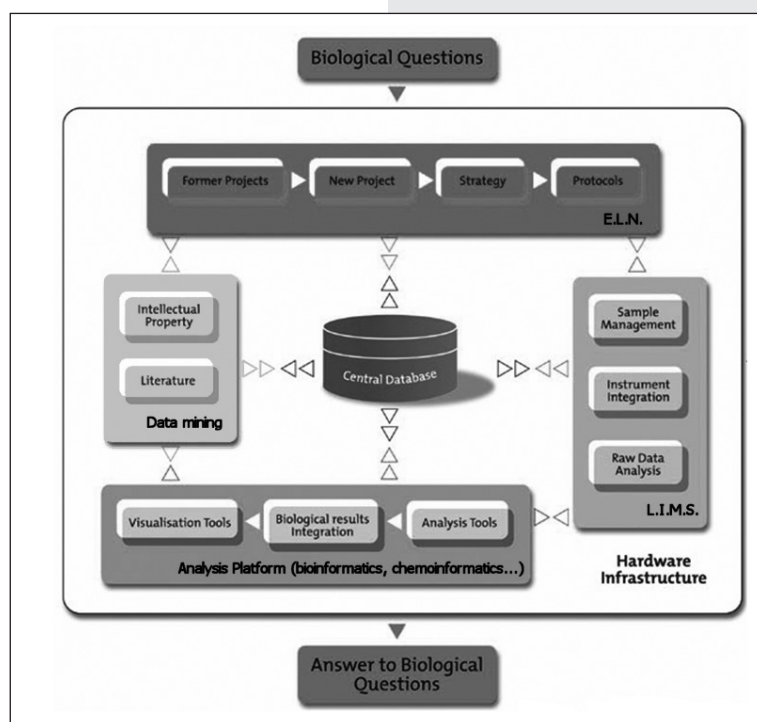 Biological Questions
Former Projects
New Project
Strategy
Protocols
E.L.N.
Intellectual
Property
Literature
Data mining
Central Database
Sample
Management
Instrument
Integration
Raw Data
Analysis
L.I.M.S.
Visualisation Tools
Biological results
Integration
Analysis Tools
Analysis Platform (bioinformatics, chemoinformatics...)
Hardware
Infrastructure
Answer to Biological
Questions